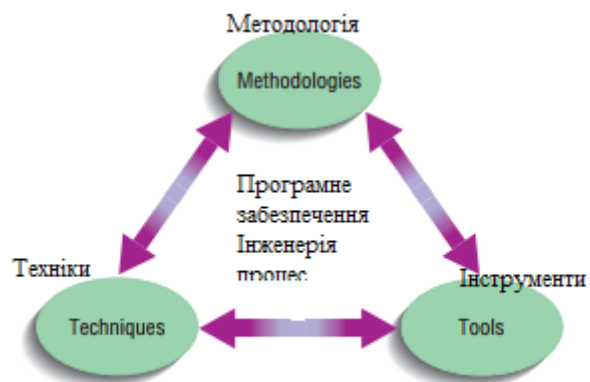 Методологія
Methodologies
Програмне
забезпечення
Інженерія
процес
Техніки
Інструменти
Techniques
Tools